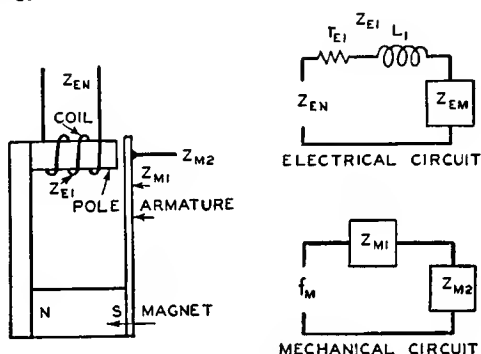 Z_EN
COIL
Z_M2
Z_M1
Z_E1
POLE ARMATURE
N S MAGNET
Z_E1
r_E1 L_1
Z_EN Z_EM
ELECTRICAL CIRCUIT
Z_M1
f_M Z_M2
MECHANICAL CIRCUIT